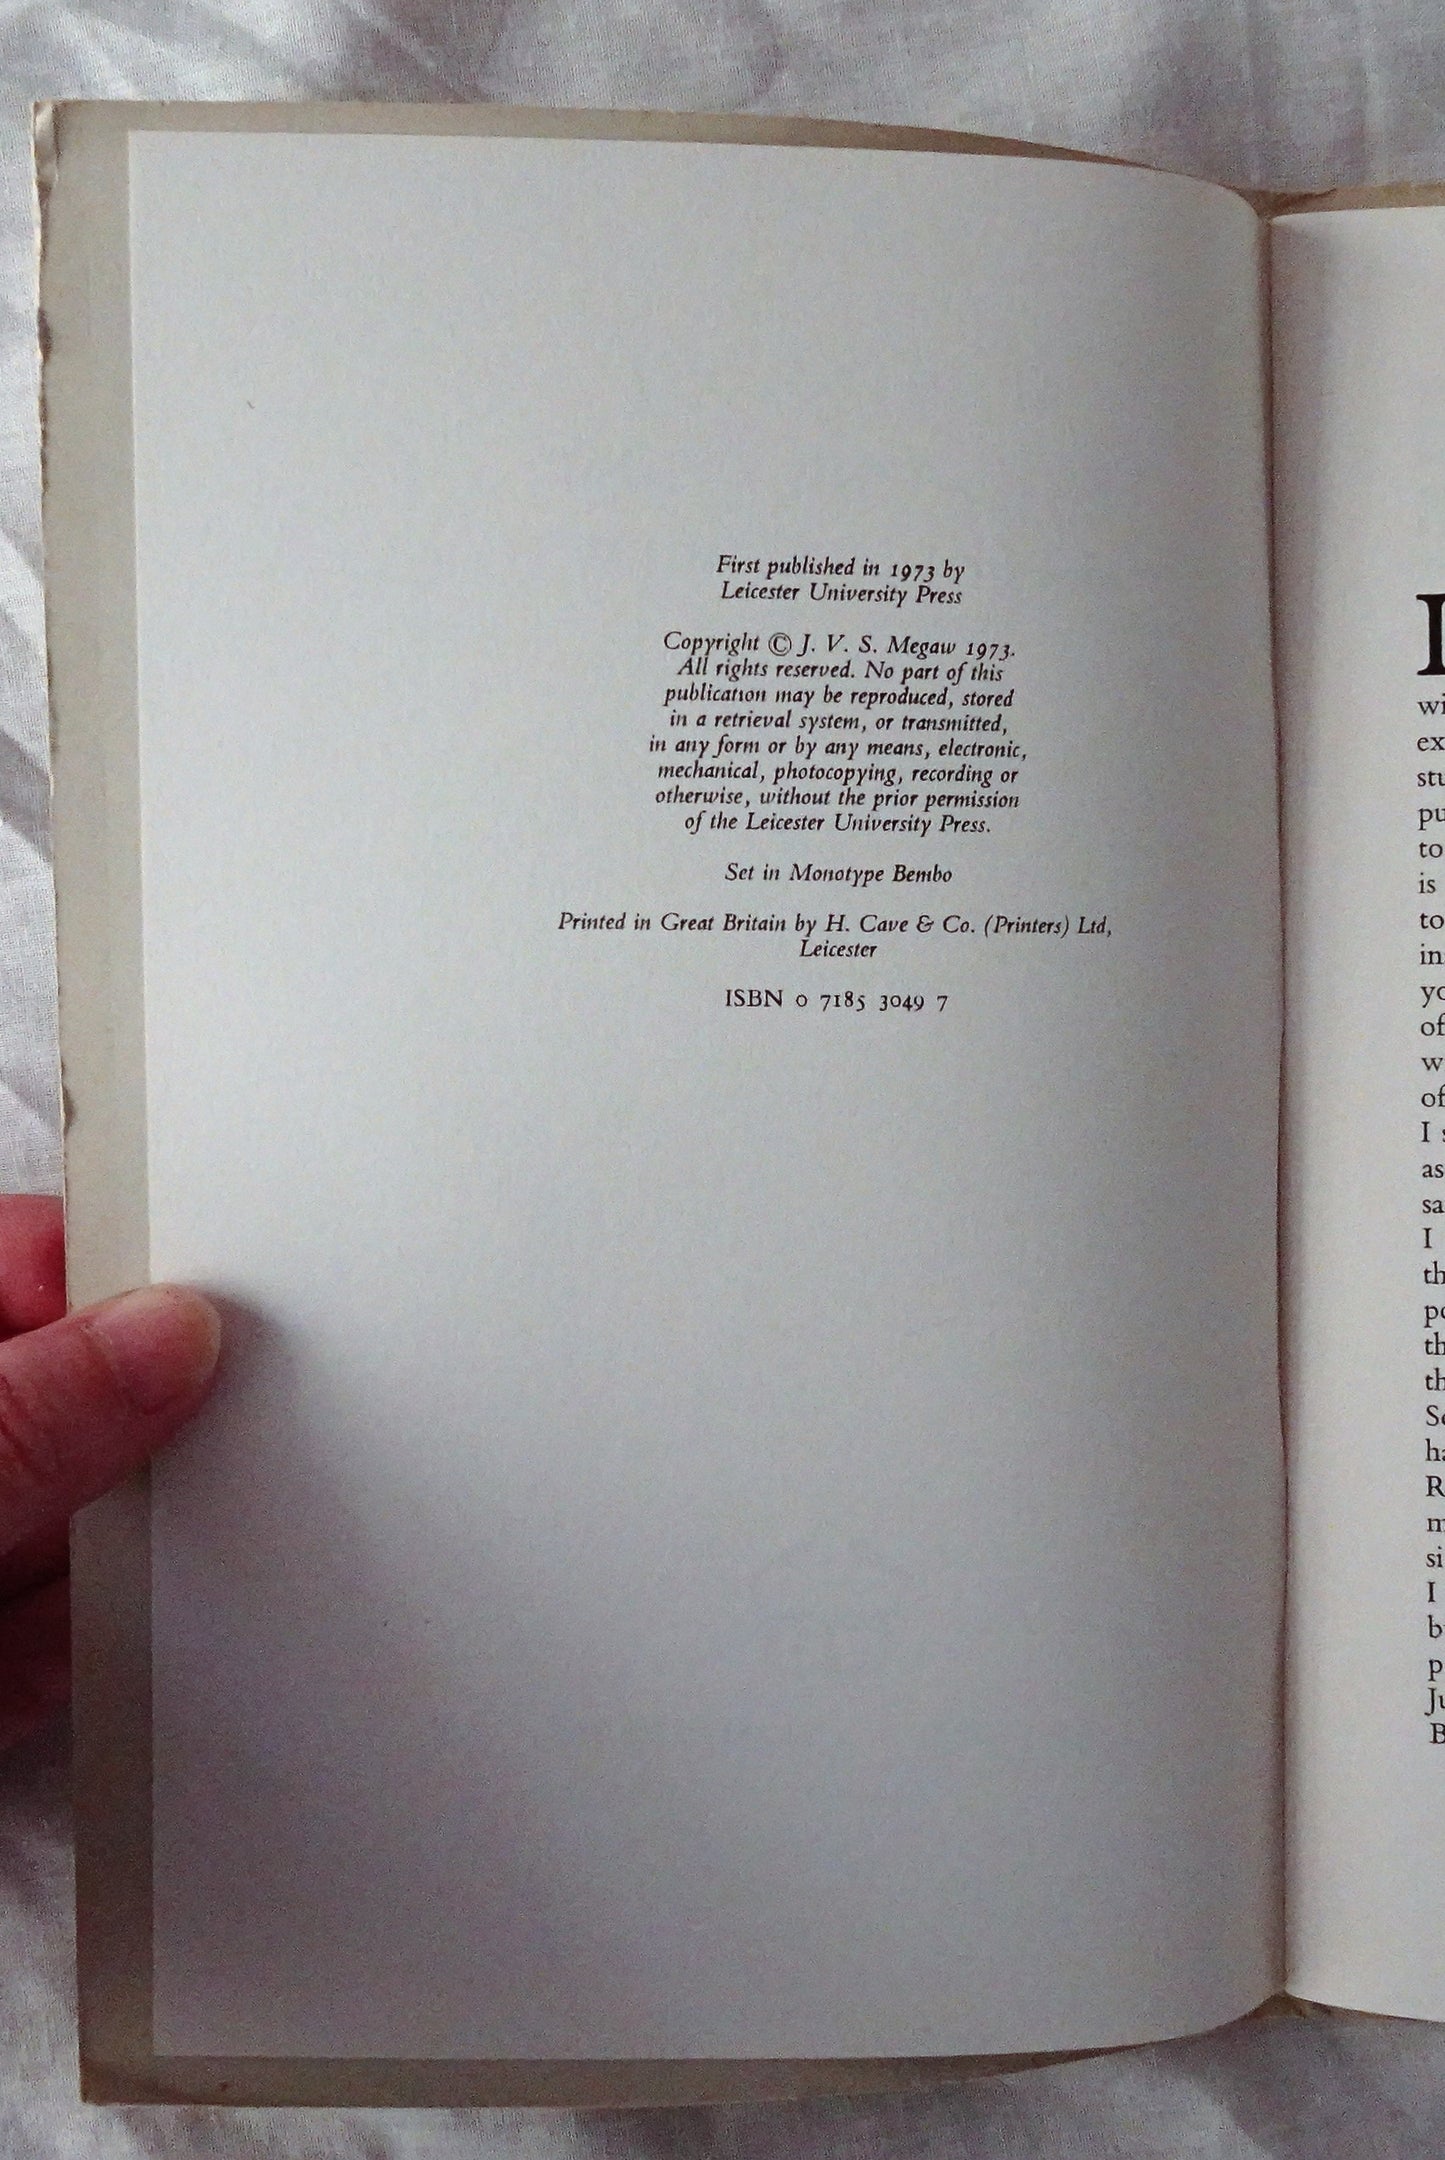 First published in 1973 by
Leicester University Press
Copyright © J. V. S. Megaw 1973.
All rights reserved. No part of this
publication may be reproduced, stored
in a retrieval system, or transmitted,
in any form or by any means, electronic,
mechanical, photocopying, recording or
otherwise, without the prior permission
of the Leicester University Press.
Set in Monotype Bembo
Printed in Great Britain by H. Cave & Co. (Printers) Ltd,
Leicester
ISBN 0 7185 3049 7
to
is
to
I
I
I